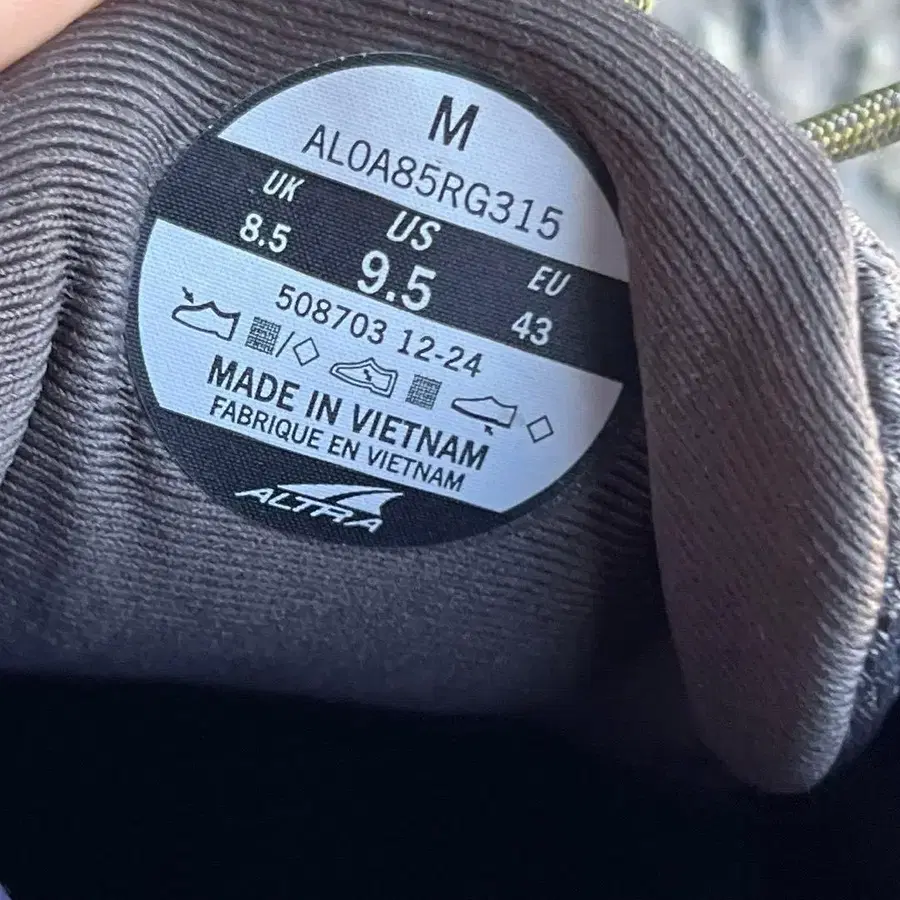 M
AL0A85RG315
UK US EU
8.5 9.5 43
508703 12-24
MADE IN VIETNAM
FABRIQUE EN VIETNAM
ALTRA